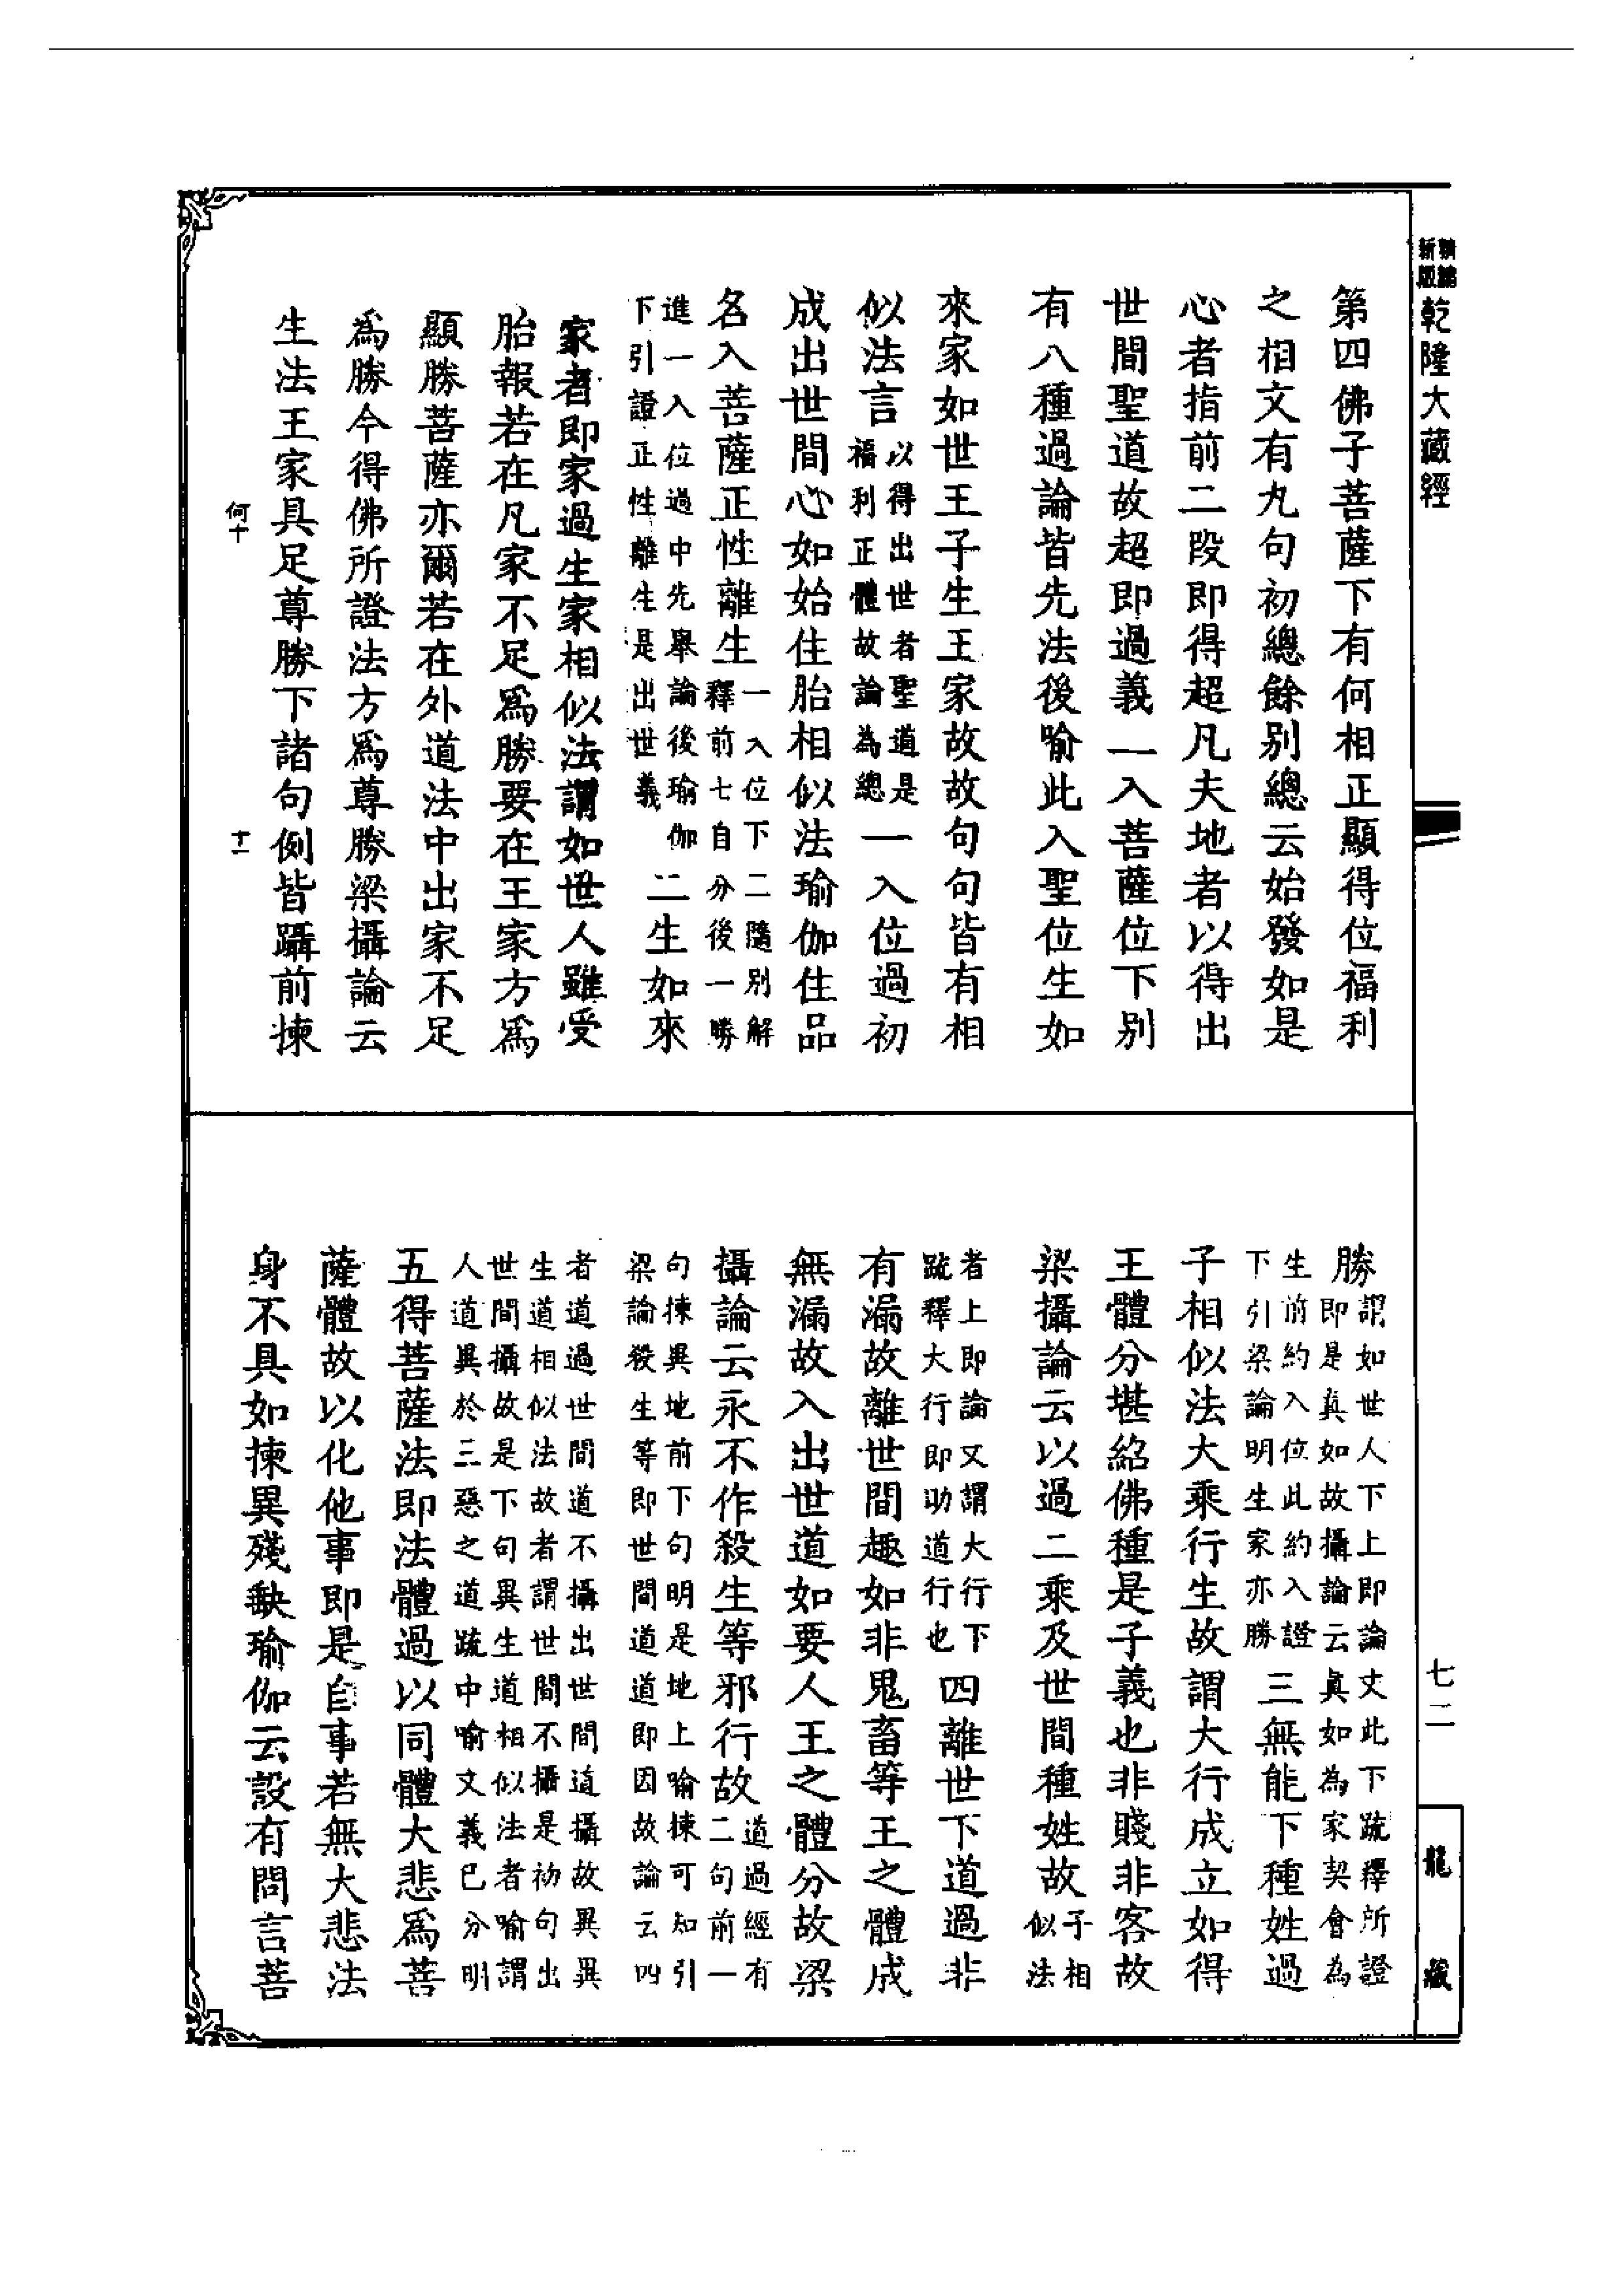 新編
新版
乾隆大藏經
第四佛子菩薩下有何相正顯得位福利
之相文有九句初總餘別總云始發如是
心者指前二段即得超凡夫地者以得出
世間聖道故超即過義一入菩薩位下別
有八種過論皆先法後喻此入聖位生如
來家如世王子生王家故故句句皆有相
似法言以得出世者聖道是福利正體故論為總一入位過初
成出世間心如始住胎相似法瑜伽住品
名入菩薩正性離生一入位下二隨別解釋前七自分後一勝
進一入位過中先舉論後瑜伽下引證正性離生是出世義二生如來
家者即家過生家相似法謂如世人雖受
胎報若在凡家不足爲勝要在王家方爲
顯勝菩薩亦爾若在外道法中出家不足
爲勝今得佛所證法方爲尊勝梁攝論云
生法王家具足尊勝下諸句例皆躡前揀
何十
十一
勝謂如世人下上即論文此下疏釋所證即是真如故攝論云真如為家契會為
生前約入位此約入證下引梁論明生家亦勝三無能下種姓過
子相似法大乘行生故謂大行成立如得
王體分堪紹佛種是子義也非賤非客故
梁攝論云以過二乘及世間種姓故子相似法
者上即論又謂大行下疏釋大行即助道行也四離世下道過非
有漏故離世間趣如非鬼畜等王之體成
無漏故入出世道如要人王之體分故梁
攝論云永不作殺生等邪行故道過經有二句前一
句揀異地前下句明是地上喻揀可知引梁論殺生等即世間道道即因故論云四
者道過世間道不攝出世間道攝故異異生道相似法故者謂世間不攝是初句出
世間攝故是下句異生道相似法者喻謂人道異於三惡之道疏中喻文義已分明
五得菩薩法即法體過以同體大悲爲菩
薩體故以化他事即是自事若無大悲法
身不具如揀異殘缺瑜伽云設有問言菩
七二
龍藏